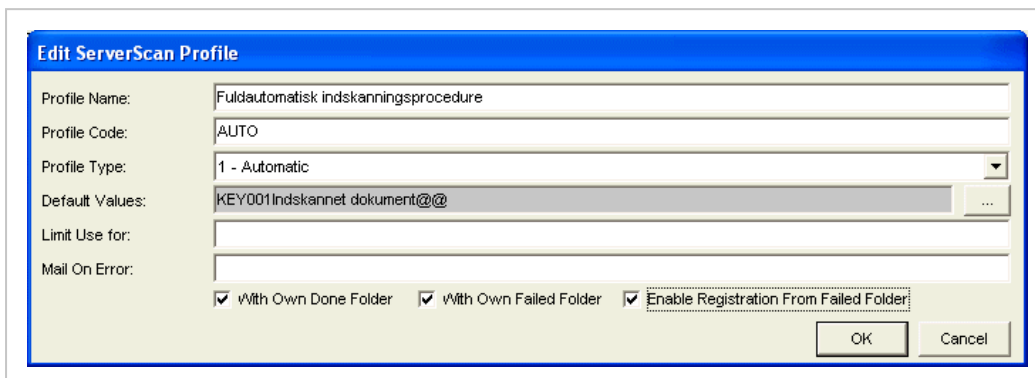 Edit ServerScan Profile
Profile Name: Fuldautomatisk indskanningsprocedure
Profile Code: AUTO
Profile Type: 1 - Automatic
Default Values: KEY001Indskannet dokument@@ ...
Limit Use for:
Mail On Error:
With Own Done Folder With Own Failed Folder Enable Registration From Failed Folder
OK Cancel